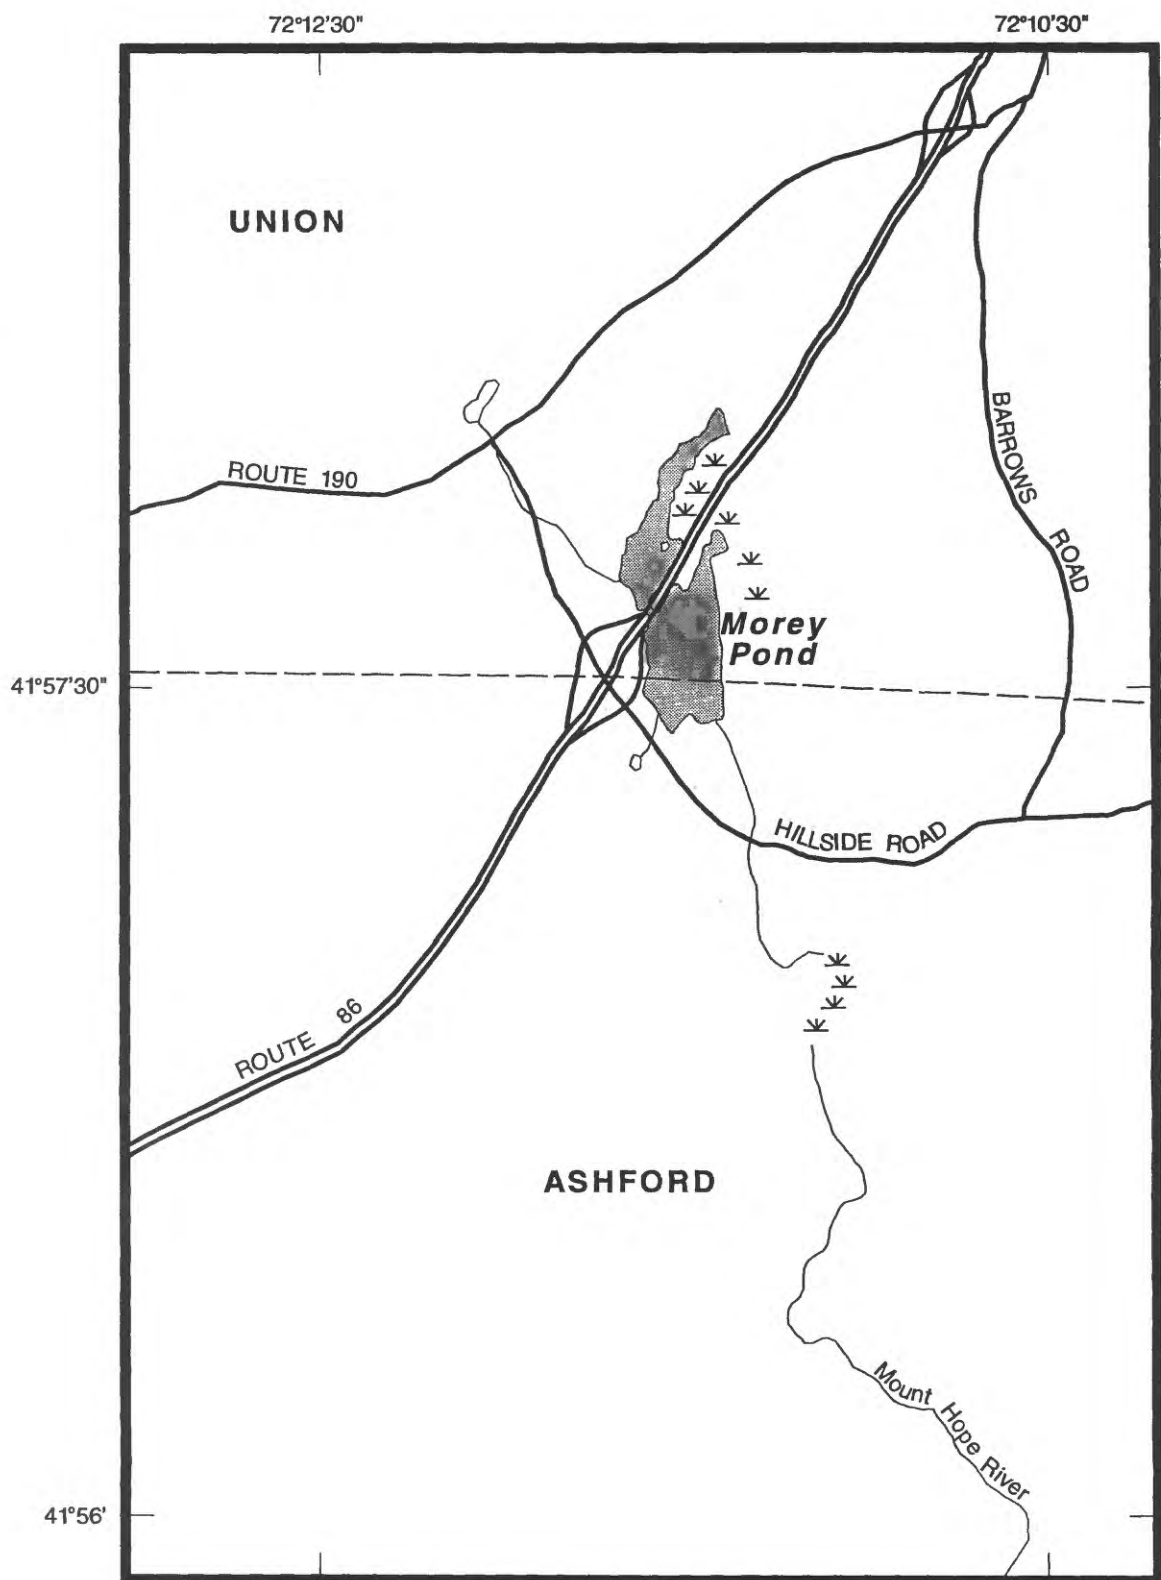 72°12'30"
72°10'30"
UNION
ROUTE 190
BARROWS ROAD
Morey
Pond
41°57'30"
HILLSIDE ROAD
ROUTE 86
ASHFORD
Mount Hope River
41°56'